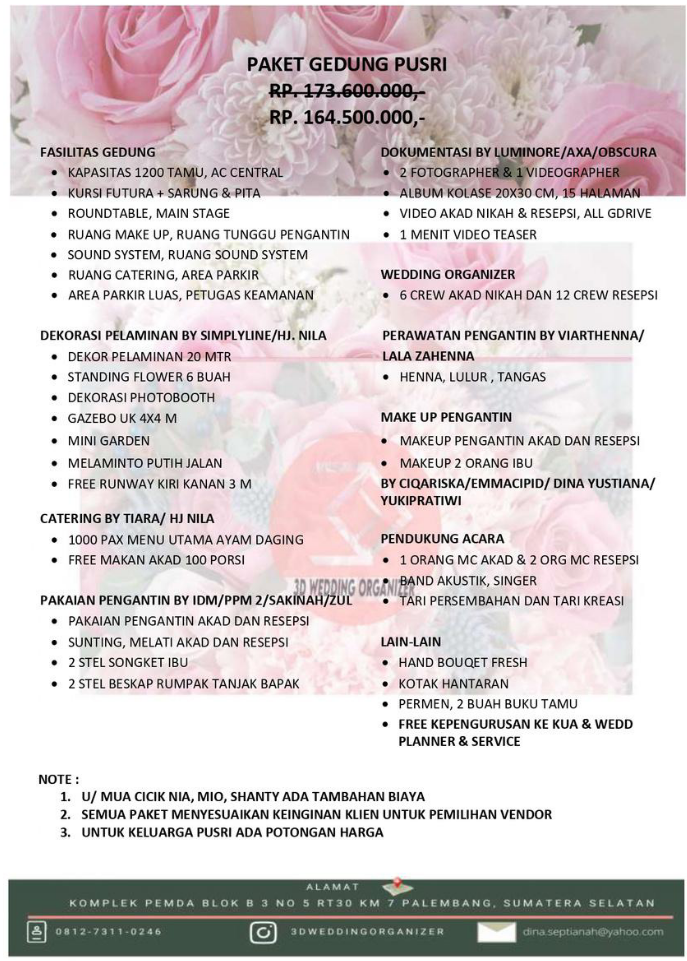 PAKET GEDUNG PUSRI
RP. 173.600.000,-
RP. 164.500.000,-
FASILITAS GEDUNG
• KAPASITAS 1200 TAMU, AC CENTRAL
• KURSI FUTURA + SARUNG & PITA
• ROUNDTABLE, MAIN STAGE
• RUANG MAKE UP, RUANG TUNGGU PENGANTIN
• SOUND SYSTEM, RUANG SOUND SYSTEM
• RUANG CATERING, AREA PARKIR
• AREA PARKIR LUAS, PETUGAS KEAMANAN
DEKORASI PELAMINAN BY SIMPLYLINE/HJ. NILA
• DEKOR PELAMINAN 20 MTR
• STANDING FLOWER 6 BUAH
• DEKORASI PHOTOBOOTH
• GAZEBO UK 4X4 M
• MINI GARDEN
• MELAMINTO PUTIH JALAN
• FREE RUNWAY KIRI KANAN 3 M
CATERING BY TIARA/ HJ NILA
• 1000 PAX MENU UTAMA AYAM DAGING
• FREE MAKAN AKAD 100 PORSI
PAKAIAN PENGANTIN BY IDM/PPM 2/SAKINAH/ZUL
• PAKAIAN PENGANTIN AKAD DAN RESEPSI
• SUNTING, MELATI AKAD DAN RESEPSI
• 2 STEL SONGKET IBU
• 2 STEL BESKAP RUMPAK TANJAK BAPAK
DOKUMENTASI BY LUMINORE/AXA/OBSCURA
• 2 FOTOGRAPHER & 1 VIDEOGRAPHER
• ALBUM KOLASE 20X30 CM, 15 HALAMAN
• VIDEO AKAD NIKAH & RESEPSI, ALL GDRIVE
• 1 MENIT VIDEO TEASER
WEDDING ORGANIZER
• 6 CREW AKAD NIKAH DAN 12 CREW RESEPSI
PERAWATAN PENGANTIN BY VIARTHENNA/
LALA ZAHENNA
• HENNA, LULUR , TANGAS
MAKE UP PENGANTIN
• MAKEUP PENGANTIN AKAD DAN RESEPSI
• MAKEUP 2 ORANG IBU
BY CIQARISKA/EMMACIPID/ DINA YUSTIANA/
YUKIPRATIWI
PENDUKUNG ACARA
• 1 ORANG MC AKAD & 2 ORG MC RESEPSI
• BAND AKUSTIK, SINGER
• TARI PERSEMBAHAN DAN TARI KREASI
LAIN-LAIN
• HAND BOUQET FRESH
• KOTAK HANTARAN
• PERMEN, 2 BUAH BUKU TAMU
• FREE KEPENGURUSAN KE KUA & WEDD
PLANNER & SERVICE
3D WEDDING ORGANIZER
NOTE :
1. U/ MUA CICIK NIA, MIO, SHANTY ADA TAMBAHAN BIAYA
2. SEMUA PAKET MENYESUAIKAN KEINGINAN KLIEN UNTUK PEMILIHAN VENDOR
3. UNTUK KELUARGA PUSRI ADA POTONGAN HARGA
ALAMAT
KOMPLEK PEMDA BLOK B 3 NO 5 RT30 KM 7 PALEMBANG, SUMATERA SELATAN
0812-7311-0246
3DWEDDINGORGANIZER
dina.septianah@yahoo.com